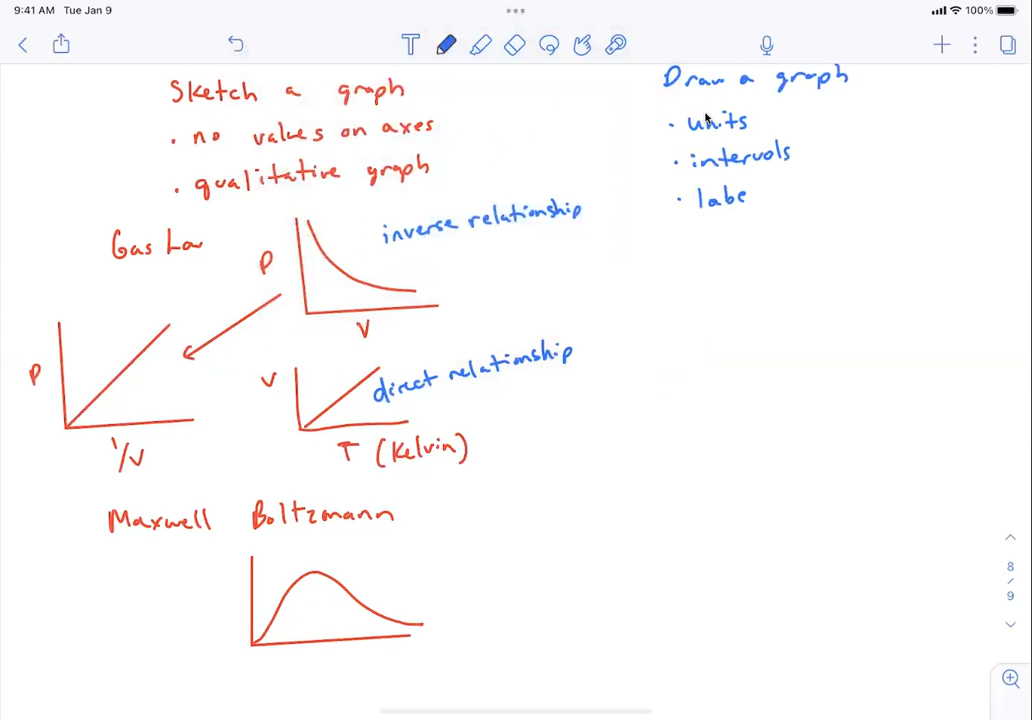 9:41 AM Tue Jan 9
100%
Sketch a graph
• no values on axes
• qualitative graph
Draw a graph
• units
• intervals
• labe
Gas Law
P
V
inverse relationship
P
1/V
V
T (Kelvin)
direct relationship
Maxwell Boltzmann
8
/
9